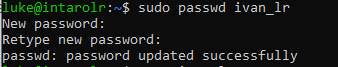 luke@intarolr:~$ sudo passwd ivan_lr
New password:
Retype new password:
passwd: password updated successfully